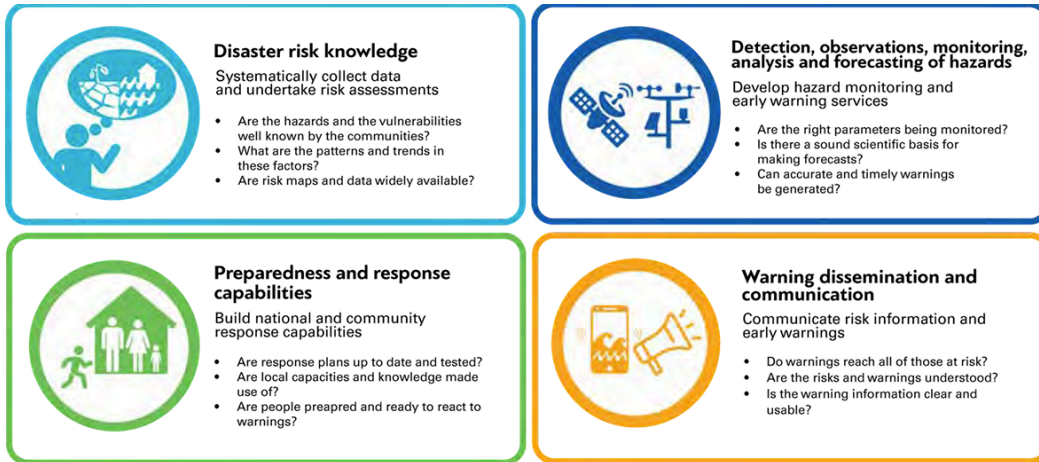 Disaster risk knowledge
Systematically collect data
and undertake risk assessments
• Are the hazards and the vulnerabilities
well known by the communities?
• What are the patterns and trends in
these factors?
• Are risk maps and data widely available?
Detection, observations, monitoring,
analysis and forecasting of hazards
Develop hazard monitoring and
early warning services
• Are the right parameters being monitored?
• Is there a sound scientific basis for
making forecasts?
• Can accurate and timely warnings
be generated?
Preparedness and response
capabilities
Build national and community
response capabilities
• Are response plans up to date and tested?
• Are local capacities and knowledge made
use of?
• Are people preapred and ready to react to
warnings?
Warning dissemination and
communication
Communicate risk information and
early warnings
• Do warnings reach all of those at risk?
• Are the risks and warnings understood?
• Is the warning information clear and
usable?